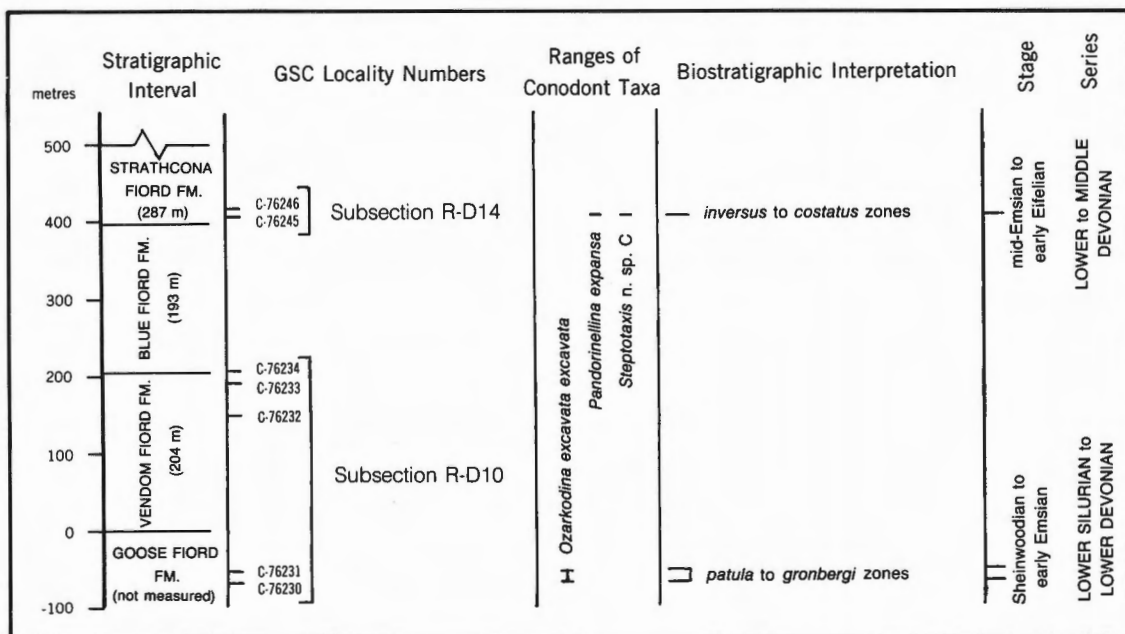 Stratigraphic
Interval
GSC Locality Numbers
Ranges of
Conodont Taxa
Biostratigraphic Interpretation
Stage
Series
metres
500
400
300
200
100
0
-100
STRATHCONA
FIORD FM.
(287 m)
BLUE FIORD FM.
(193 m)
VENDOM FIORD FM.
(204 m)
GOOSE FIORD
FM.
(not measured)
C-76246
C-76245
C-76234
C-76233
C-76232
C-76231
C-76230
Subsection R-D14
Subsection R-D10
Ozarkodina excavata excavata
Pandorinellina expansa
Steptotaxis n. sp. C
inversus to costatus zones
patula to gronbergi zones
mid-Emsian to
early Eifelian
Sheinwoodian to
early Emsian
LOWER to MIDDLE
DEVONIAN
LOWER SILURIAN to
LOWER DEVONIAN